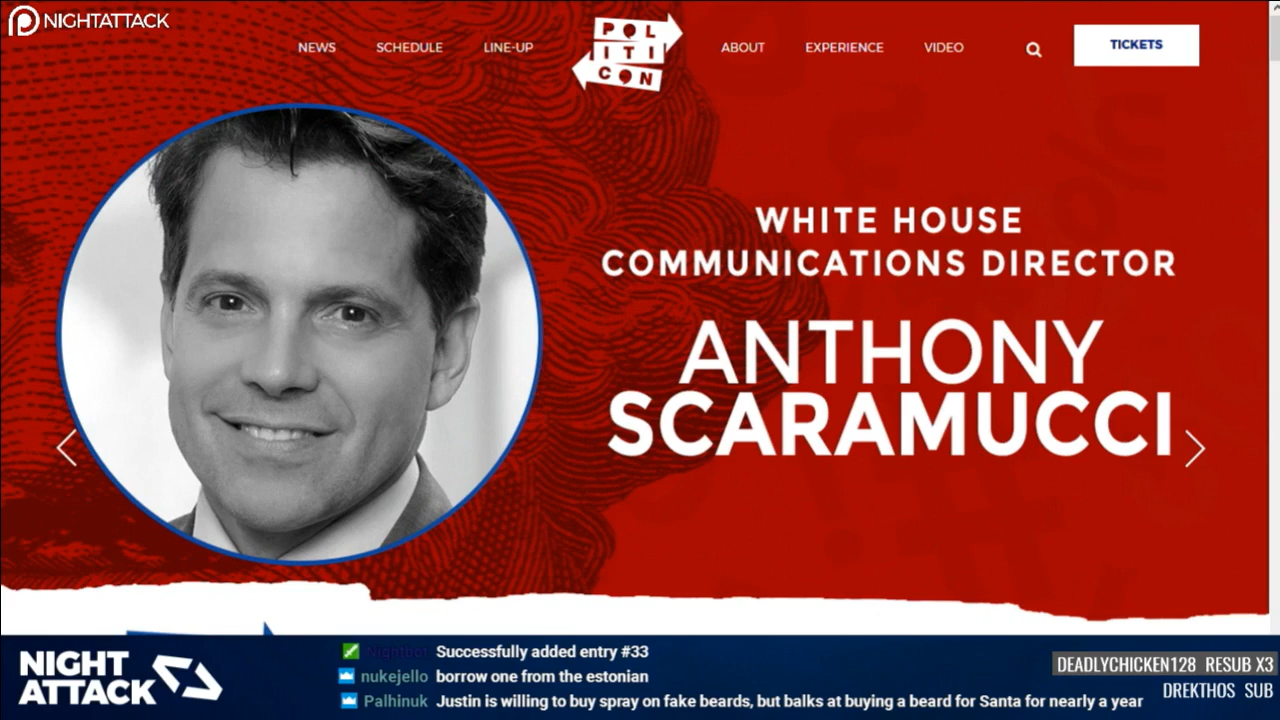 NIGHTATTACK
NEWS SCHEDULE LINE-UP
POL
ITI
CON
ABOUT EXPERIENCE VIDEO TICKETS
WHITE HOUSE
COMMUNICATIONS DIRECTOR
ANTHONY
SCARAMUCCI
NIGHT
ATTACK
Nightbot Successfully added entry #33
nukejello borrow one from the estonian
Palhinuk Justin is willing to buy spray on fake beards, but balks at buying a beard for Santa for nearly a year
DEADLYCHICKEN128 RESUB X3
DREKTHOS SUB